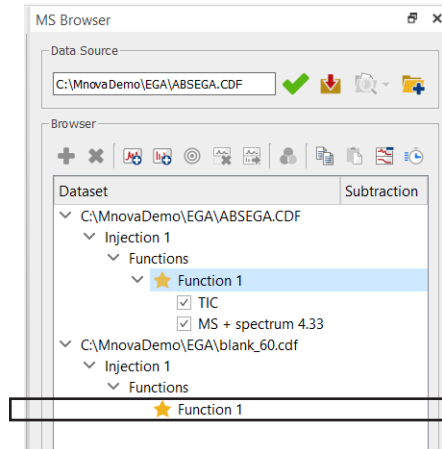 MS Browser
Data Source
C:\MnovaDemo\EGA\ABSEGA.CDF
Browser
Dataset Subtraction
C:\MnovaDemo\EGA\ABSEGA.CDF
Injection 1
Functions
Function 1
TIC
MS + spectrum 4.33
C:\MnovaDemo\EGA\blank_60.cdf
Injection 1
Functions
Function 1